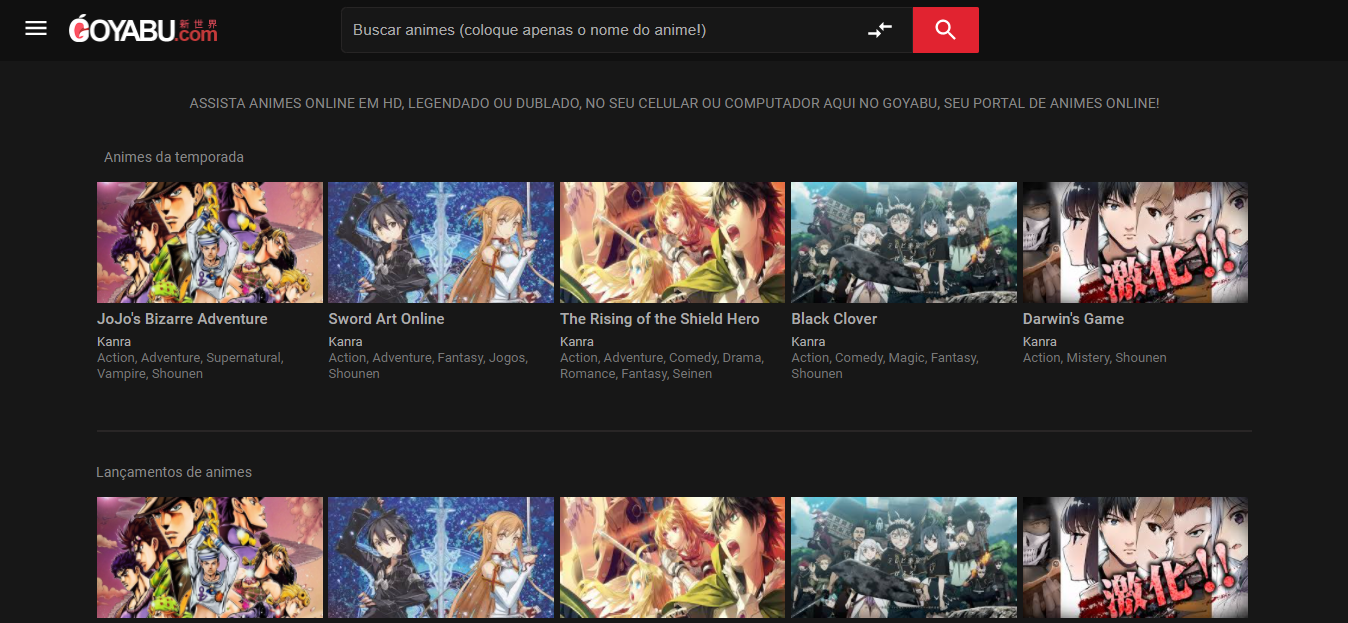 GOYABU.com 新世界
Buscar animes (coloque apenas o nome do anime!)
ASSISTA ANIMES ONLINE EM HD, LEGENDADO OU DUBLADO, NO SEU CELULAR OU COMPUTADOR AQUI NO GOYABU, SEU PORTAL DE ANIMES ONLINE!
Animes da temporada
激化!!
JoJo's Bizarre Adventure
Kanra
Action, Adventure, Supernatural,
Vampire, Shounen
Sword Art Online
Kanra
Action, Adventure, Fantasy, Jogos,
Shounen
The Rising of the Shield Hero
Kanra
Action, Adventure, Comedy, Drama,
Romance, Fantasy, Seinen
Black Clover
Kanra
Action, Comedy, Magic, Fantasy,
Shounen
Darwin's Game
Kanra
Action, Mistery, Shounen
Lançamentos de animes
激化!!